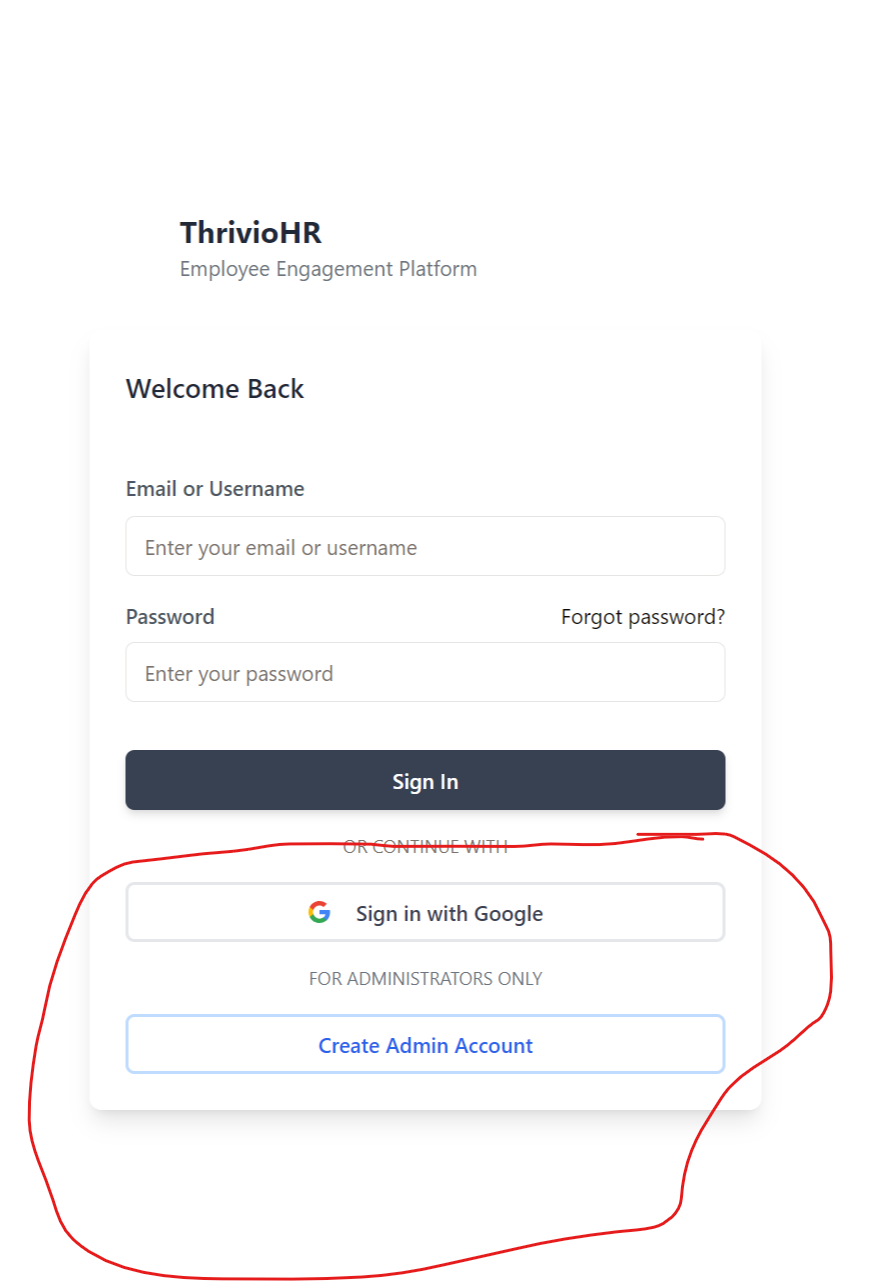 ThrivioHR
Employee Engagement Platform
Welcome Back
Email or Username
Enter your email or username
Password Forgot password?
Enter your password
Sign In
OR CONTINUE WITH
Sign in with Google
FOR ADMINISTRATORS ONLY
Create Admin Account